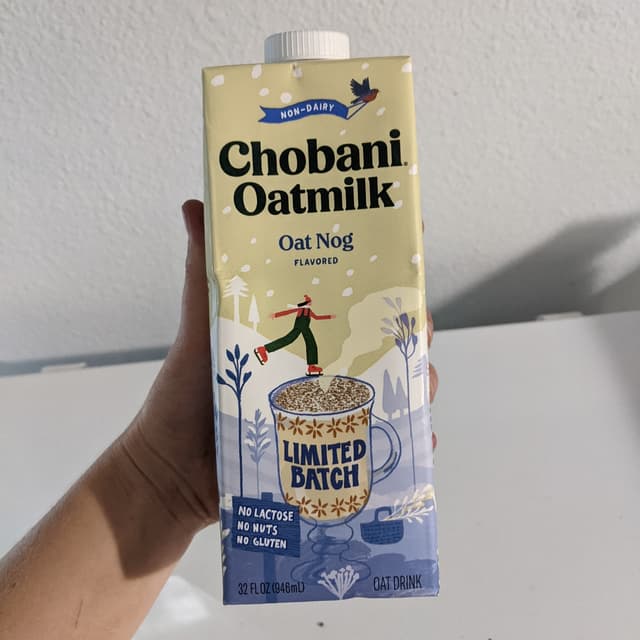 NON-DAIRY
Chobani
Oatmilk
Oat Nog
FLAVORED
LIMITED
BATCH
NO LACTOSE
NO NUTS
NO GLUTEN
32 FL OZ (946mL)
OAT DRINK